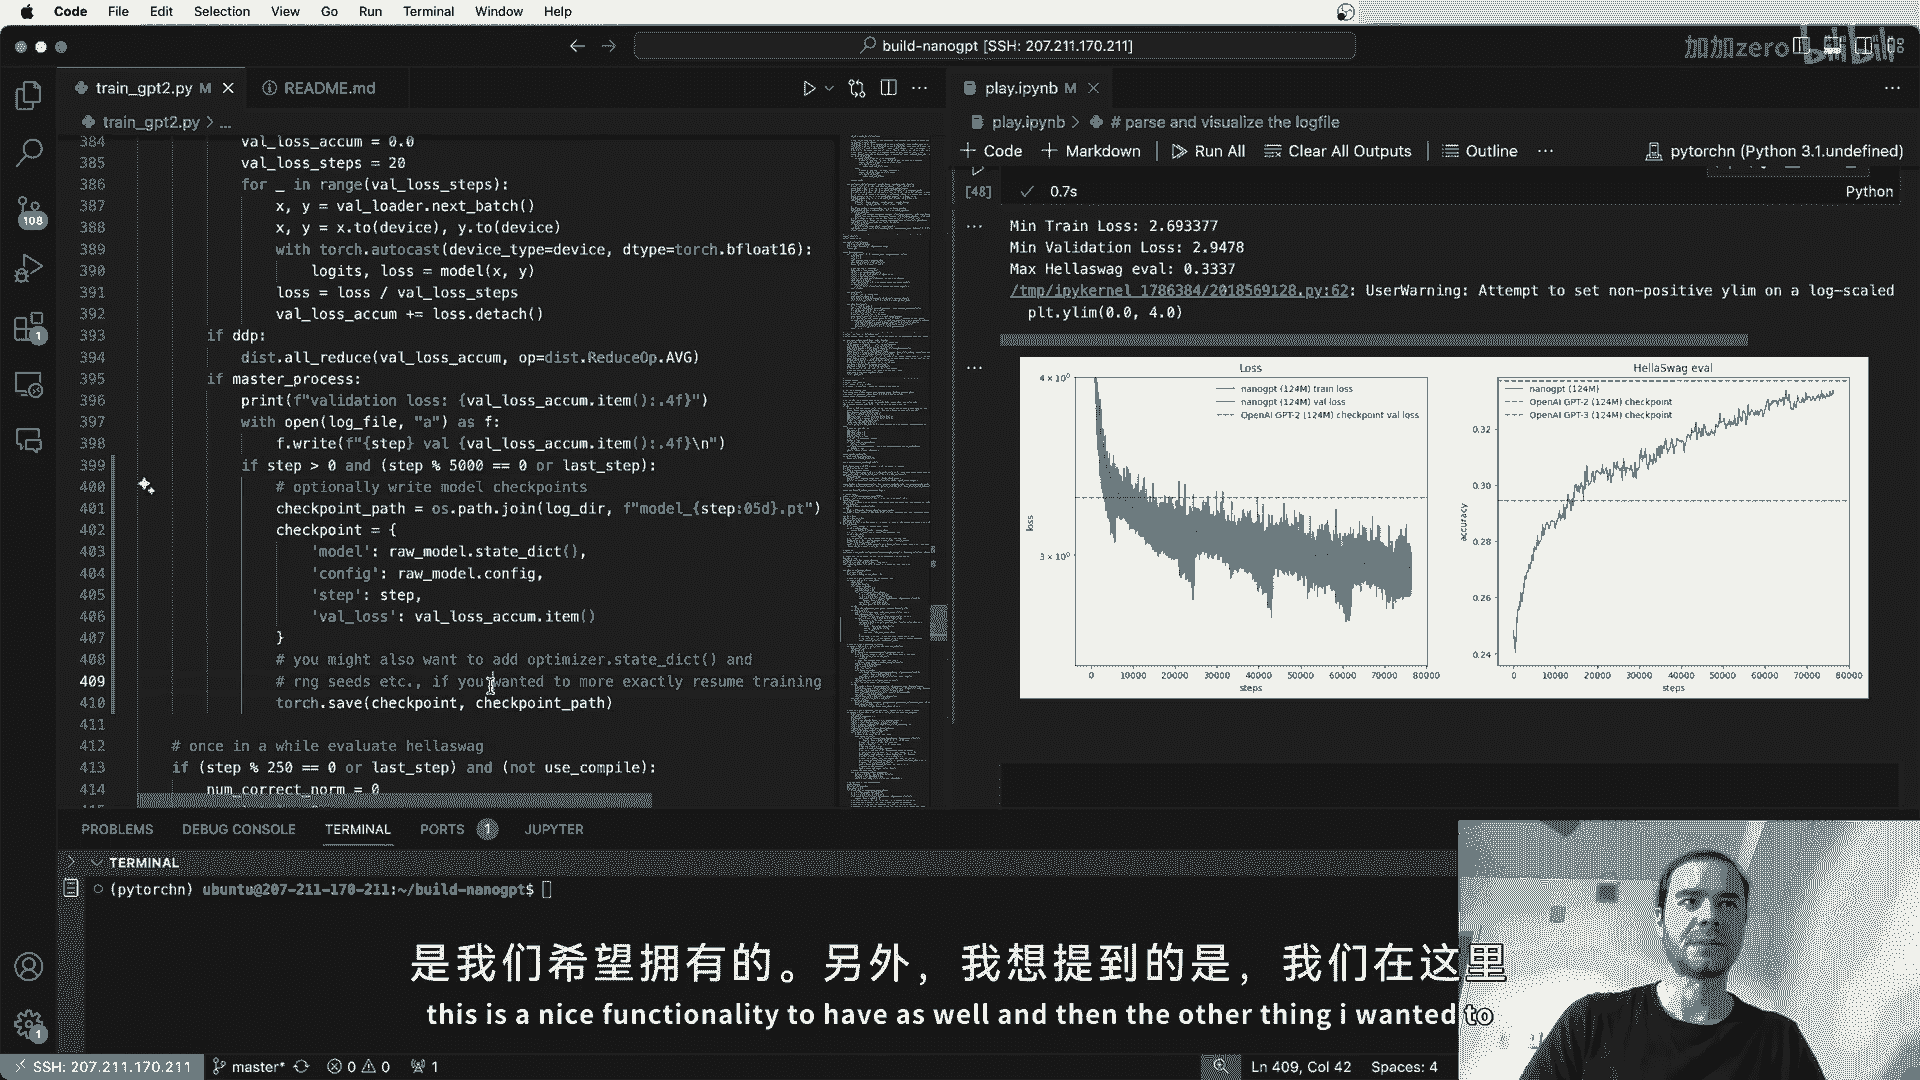 Code File Edit Selection View Go Run Terminal Window Help
build-nanogpt [SSH: 207.211.170.211]
加加zero bilibili
train_gpt2.py M
README.md
train_gpt2.py > ...
384 val_loss_accum = 0.0
385 val_loss_steps = 20
386 for _ in range(val_loss_steps):
387 x, y = val_loader.next_batch()
388 x, y = x.to(device), y.to(device)
389 with torch.autocast(device_type=device, dtype=torch.bfloat16):
390 logits, loss = model(x, y)
391 loss = loss / val_loss_steps
392 val_loss_accum += loss.detach()
393 if ddp:
394 dist.all_reduce(val_loss_accum, op=dist.ReduceOp.AVG)
395 if master_process:
396 print(f"validation loss: {val_loss_accum.item():.4f}")
397 with open(log_file, "a") as f:
398 f.write(f"{step} val {val_loss_accum.item():.4f}\n")
399 if step > 0 and (step % 5000 == 0 or last_step):
400 # optionally write model checkpoints
401 checkpoint_path = os.path.join(log_dir, f"model_{step:05d}.pt")
402 checkpoint = {
403 'model': raw_model.state_dict(),
404 'config': raw_model.config,
405 'step': step,
406 'val_loss': val_loss_accum.item()
407 }
408 # you might also want to add optimizer.state_dict() and
409 # rng seeds etc., if you wanted to more exactly resume training
410 torch.save(checkpoint, checkpoint_path)
411
412 # once in a while evaluate hellaswag
413 if (step % 250 == 0 or last_step) and (not use_compile):
414 num_correct_norm = 0
play.ipynb M
play.ipynb > # parse and visualize the logfile
+ Code + Markdown Run All Clear All Outputs Outline ... pytorchn (Python 3.1.undefined)
[48] 0.7s Python
Min Train Loss: 2.693377
Min Validation Loss: 2.9478
Max Hellaswag eval: 0.3337
/tmp/ipykernel_1786384/2018569128.py:62: UserWarning: Attempt to set non-positive ylim on a log-scaled
plt.ylim(0.0, 4.0)
Loss
nanogpt (124M) train loss
nanogpt (124M) val loss
OpenAI GPT-2 (124M) checkpoint val loss
4 × 10⁰
3 × 10⁰
loss
0 10000 20000 30000 40000 50000 60000 70000 80000
steps
HellaSwag eval
nanogpt (124M)
OpenAI GPT-2 (124M) checkpoint
OpenAI GPT-3 (124M) checkpoint
0.32
0.30
0.28
0.26
0.24
accuracy
0 10000 20000 30000 40000 50000 60000 70000 80000
steps
108
1
1
PROBLEMS DEBUG CONSOLE TERMINAL PORTS 1 JUPYTER
TERMINAL
(pytorchn) ubuntu@207-211-170-211:~/build-nanogpt$
是我们希望拥有的。另外，我想提到的是，我们在这里
this is a nice functionality to have as well and then the other thing i wanted to
SSH: 207.211.170.211 master* 0 0 1 Ln 409, Col 42 Spaces: 4